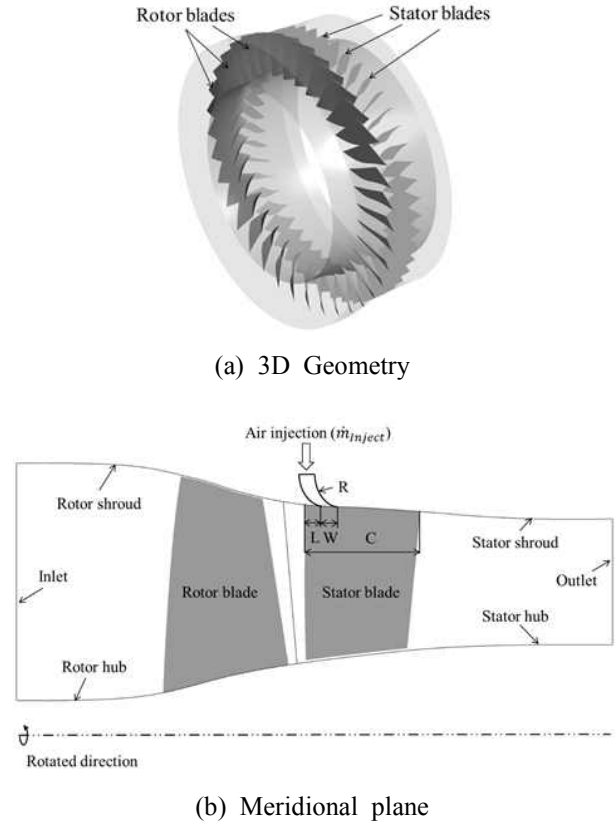 Rotor blades
Stator blades
(a) 3D Geometry
Air injection (ṁ_Inject)
Rotor shroud
R
L W
C
Stator shroud
Inlet
Rotor blade
Stator blade
Outlet
Rotor hub
Stator hub
Rotated direction
(b) Meridional plane